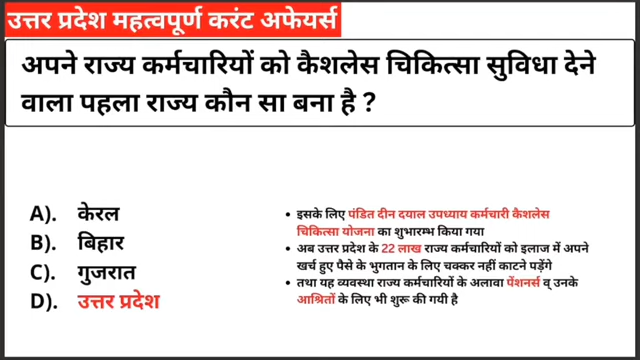 उत्तर प्रदेश महत्वपूर्ण करंट अफेयर्स
अपने राज्य कर्मचारियों को कैशलेस चिकित्सा सुविधा देने
वाला पहला राज्य कौन सा बना है ?
A). केरल
B). बिहार
C). गुजरात
D). उत्तर प्रदेश
• इसके लिए पंडित दीन दयाल उपध्याय कर्मचारी कैशलेस
चिकित्सा योजना का शुभारम्भ किया गया
• अब उत्तर प्रदेश के 22 लाख राज्य कर्मचारियों को इलाज में अपने
खर्च हुए पैसे के भुगतान के लिए चक्कर नहीं काटने पड़ेंगे
• तथा यह व्यवस्था राज्य कर्मचारियों के अलावा पेंशनर्स व् उनके
आश्रितों के लिए भी शुरू की गयी है